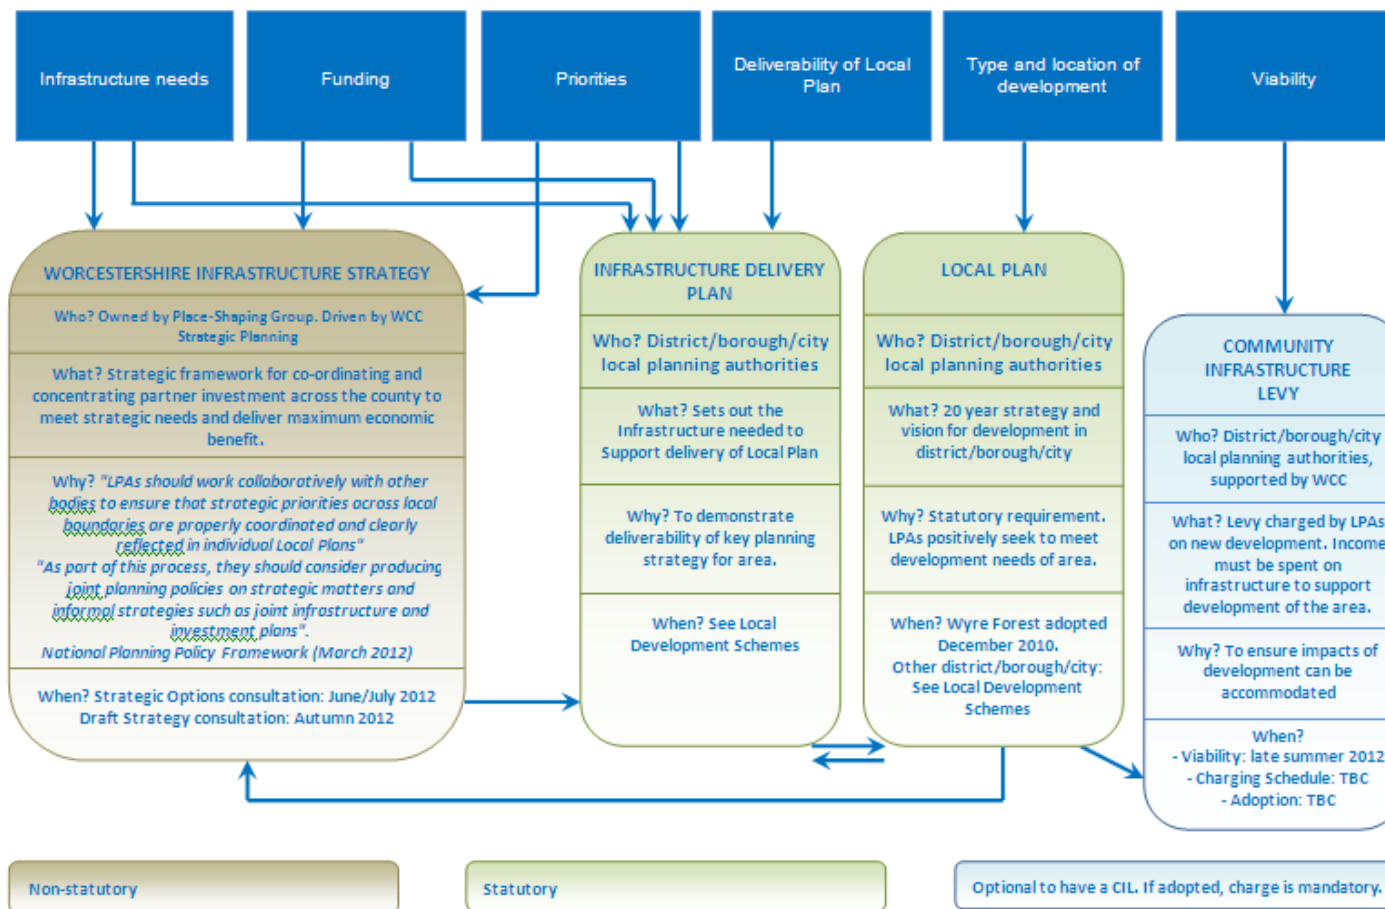 Infrastructure needs
Funding
Priorities
Deliverability of Local
Plan
Type and location of
development
Viability
WORCESTERSHIRE INFRASTRUCTURE STRATEGY
Who? Owned by Place-Shaping Group. Driven by WCC
Strategic Planning
What? Strategic framework for co-ordinating and
concentrating partner investment across the county to
meet strategic needs and deliver maximum economic
benefit.
Why? "LPAs should work collaboratively with other
bodies to ensure that strategic priorities across local
boundaries are properly coordinated and clearly
reflected in individual Local Plans"
"As part of this process, they should consider producing
joint planning policies on strategic matters and
informal strategies such as joint infrastructure and
investment plans".
National Planning Policy Framework (March 2012)
When? Strategic Options consultation: June/July 2012
Draft Strategy consultation: Autumn 2012
INFRASTRUCTURE DELIVERY
PLAN
Who? District/borough/city
local planning authorities
What? Sets out the
Infrastructure needed to
Support delivery of Local Plan
Why? To demonstrate
deliverability of key planning
strategy for area.
When? See Local
Development Schemes
LOCAL PLAN
Who? District/borough/city
local planning authorities
What? 20 year strategy and
vision for development in
district/borough/city
Why? Statutory requirement.
LPAs positively seek to meet
development needs of area.
When? Wyre Forest adopted
December 2010.
Other district/borough/city:
See Local Development
Schemes
COMMUNITY
INFRASTRUCTURE
LEVY
Who? District/borough/city
local planning authorities,
supported by WCC
What? Levy charged by LPAs
on new development. Income
must be spent on
infrastructure to support
development of the area.
Why? To ensure impacts of
development can be
accommodated
When?
- Viability: late summer 2012
- Charging Schedule: TBC
- Adoption: TBC
Non-statutory
Statutory
Optional to have a CIL. If adopted, charge is mandatory.